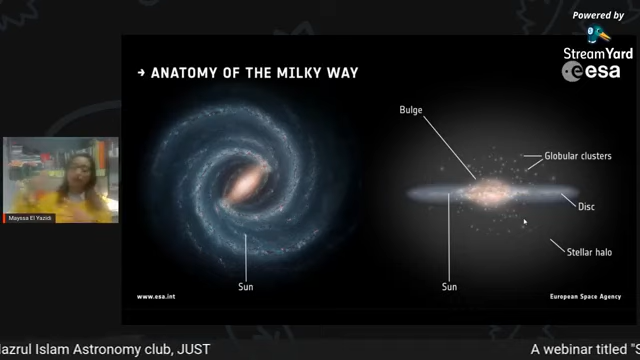 Powered by
StreamYard
esa
→ ANATOMY OF THE MILKY WAY
Bulge
Globular clusters
Disc
Stellar halo
Sun
Sun
www.esa.int
European Space Agency
Mayssa El Yazidi
Nazrul Islam Astronomy club, JUST
A webinar titled "S